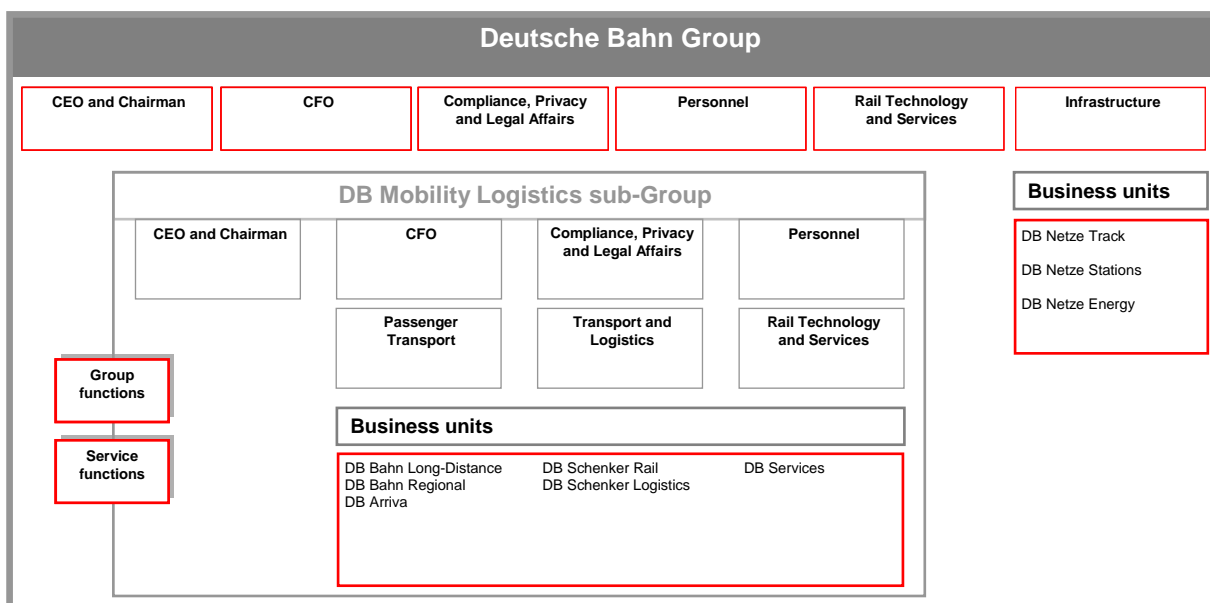 Deutsche Bahn Group
CEO and Chairman
CFO
Compliance, Privacy
and Legal Affairs
Personnel
Rail Technology
and Services
Infrastructure
DB Mobility Logistics sub-Group
CEO and Chairman
CFO
Compliance, Privacy
and Legal Affairs
Personnel
Passenger
Transport
Transport and
Logistics
Rail Technology
and Services
Group
functions
Service
functions
Business units
DB Bahn Long-Distance
DB Bahn Regional
DB Arriva
DB Schenker Rail
DB Schenker Logistics
DB Services
Business units
DB Netze Track
DB Netze Stations
DB Netze Energy